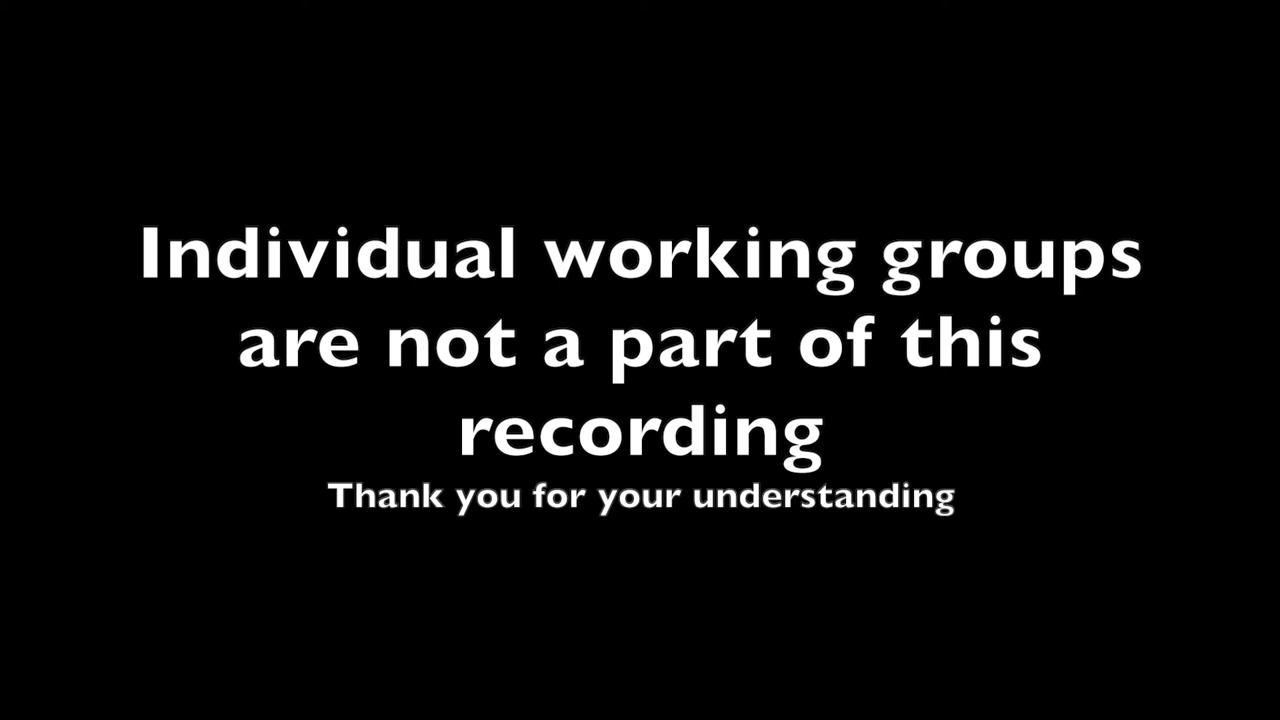 Individual working groups
are not a part of this
recording
Thank you for your understanding